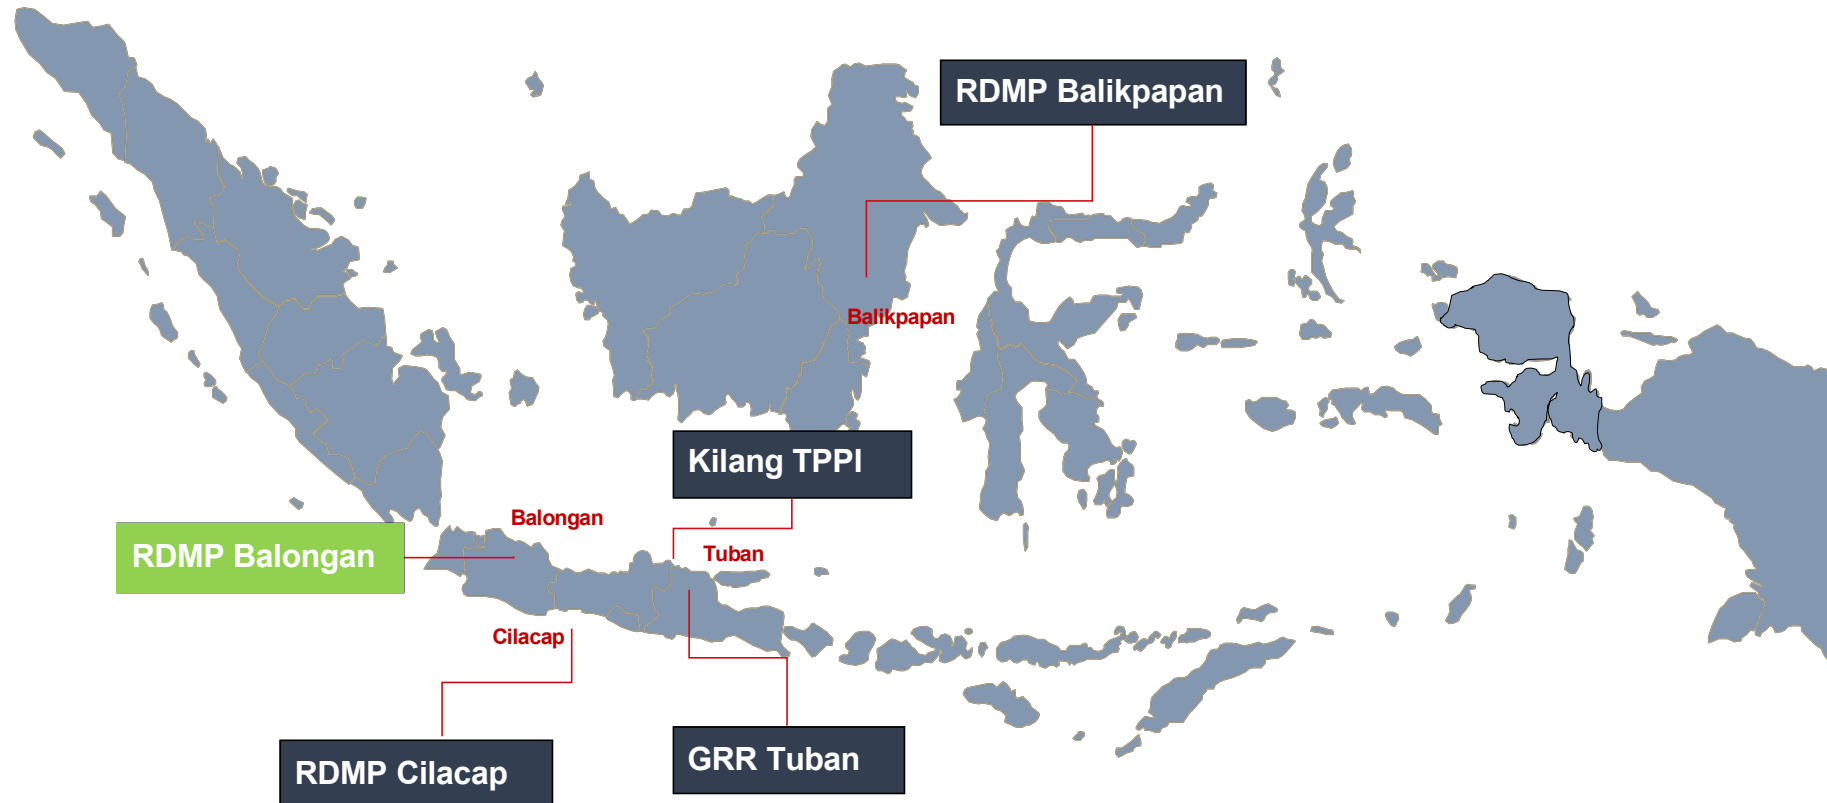 RDMP Balikpapan
Balikpapan
Kilang TPPI
Balongan
RDMP Balongan
Tuban
Cilacap
GRR Tuban
RDMP Cilacap